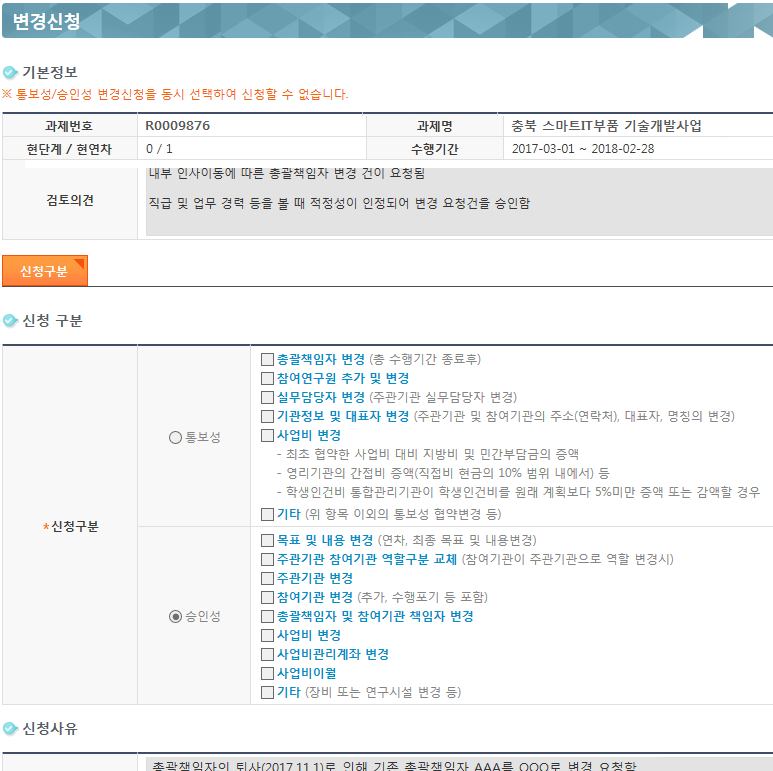 변경신청
기본정보
※ 통보성/승인성 변경신청을 동시 선택하여 신청할 수 없습니다.
과제번호 R0009876 과제명 충북 스마트IT부품 기술개발사업
현단계 / 현연차 0 / 1 수행기간 2017-03-01 ~ 2018-02-28
검토의견
내부 인사이동에 따른 총괄책임자 변경 건이 요청됨
직급 및 업무 경력 등을 볼 때 적정성이 인정되어 변경 요청건을 승인함
신청구분
신청 구분
*신청구분
통보성
총괄책임자 변경 (총 수행기간 종료후)
참여연구원 추가 및 변경
실무담당자 변경 (주관기관 실무담당자 변경)
기관정보 및 대표자 변경 (주관기관 및 참여기관의 주소(연락처), 대표자, 명칭의 변경)
사업비 변경
- 최초 협약한 사업비 대비 지방비 및 민간부담금의 증액
- 영리기관의 간접비 증액(직접비 현금의 10% 범위 내에서) 등
- 학생인건비 통합관리기관이 학생인건비를 원래 계획보다 5%미만 증액 또는 감액할 경우
기타 (위 항목 이외의 통보성 협약변경 등)
승인성
목표 및 내용 변경 (연차, 최종 목표 및 내용변경)
주관기관 참여기관 역할구분 교체 (참여기관이 주관기관으로 역할 변경시)
주관기관 변경
참여기관 변경 (추가, 수행포기 등 포함)
총괄책임자 및 참여기관 책임자 변경
사업비 변경
사업비관리계좌 변경
사업비이월
기타 (장비 또는 연구시설 변경 등)
신청사유
총괄책임자의 퇴사(2017.11.1)로 인해 기존 총괄책임자 AAA를 OOO로 변경 요청함